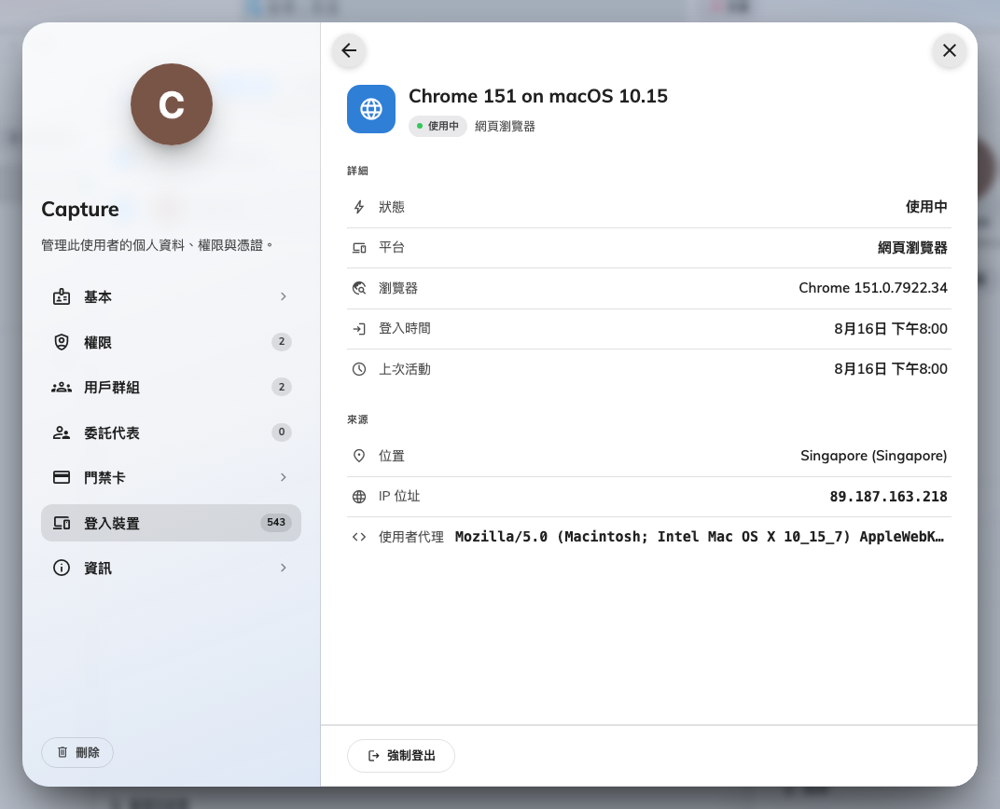 C
Capture
管理此使用者的個人資料、權限與憑證。
基本
權限 2
用戶群組 2
委託代表 0
門禁卡
登入裝置 543
資訊
刪除
Chrome 151 on macOS 10.15
使用中 網頁瀏覽器
詳細
狀態 使用中
平台 網頁瀏覽器
瀏覽器 Chrome 151.0.7922.34
登入時間 8月16日 下午8:00
上次活動 8月16日 下午8:00
來源
位置 Singapore (Singapore)
IP 位址 89.187.163.218
使用者代理 Mozilla/5.0 (Macintosh; Intel Mac OS X 10_15_7) AppleWebK…
強制登出